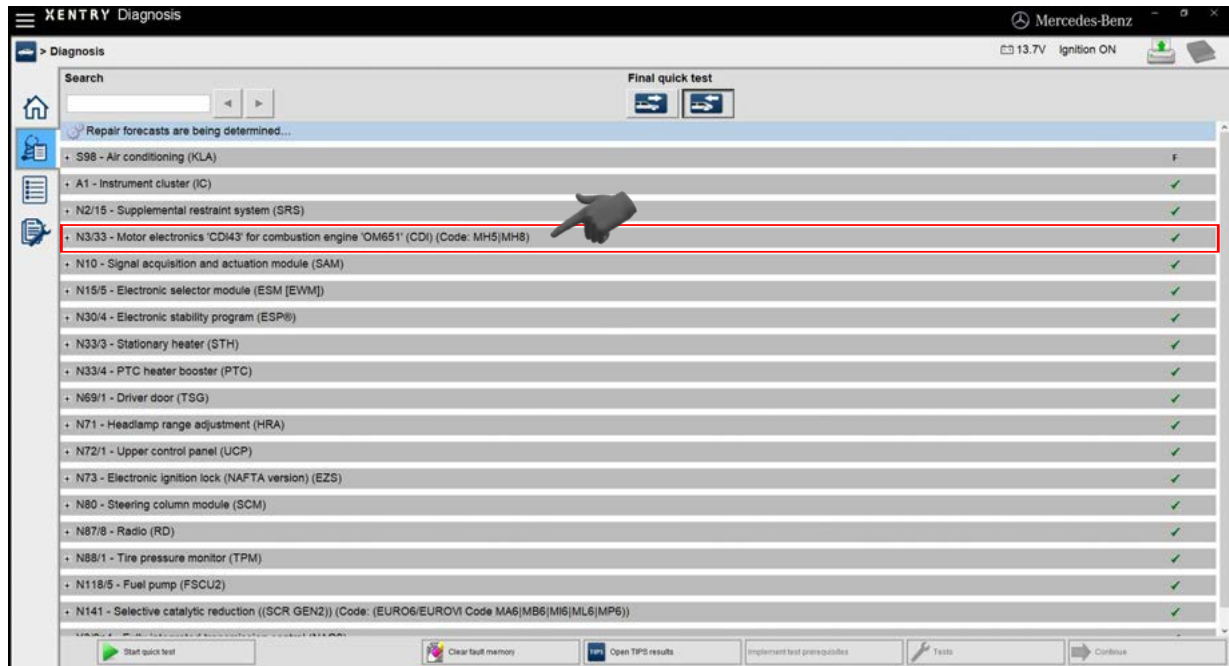 XENTRY Diagnosis
Mercedes-Benz
> Diagnosis
13.7V Ignition ON
Search
Final quick test
Repair forecasts are being determined...
+ S98 - Air conditioning (KLA) F
+ A1 - Instrument cluster (IC) ✓
+ N2/15 - Supplemental restraint system (SRS) ✓
+ N3/33 - Motor electronics 'CDI43' for combustion engine 'OM651' (CDI) (Code: MH5|MH8) ✓
+ N10 - Signal acquisition and actuation module (SAM) ✓
+ N15/5 - Electronic selector module (ESM [EWM]) ✓
+ N30/4 - Electronic stability program (ESP®) ✓
+ N33/3 - Stationary heater (STH) ✓
+ N33/4 - PTC heater booster (PTC) ✓
+ N69/1 - Driver door (TSG) ✓
+ N71 - Headlamp range adjustment (HRA) ✓
+ N72/1 - Upper control panel (UCP) ✓
+ N73 - Electronic ignition lock (NAFTA version) (EZS) ✓
+ N80 - Steering column module (SCM) ✓
+ N87/8 - Radio (RD) ✓
+ N88/1 - Tire pressure monitor (TPM) ✓
+ N118/5 - Fuel pump (FSCU2) ✓
+ N141 - Selective catalytic reduction ((SCR GEN2)) (Code: (EURO6/EUROVI Code MA6|MB6|MI6|ML6|MP6)) ✓
Start quick test
Clear fault memory
TIPS Open TIPS results
Implement test prerequisites
Tests
Continue